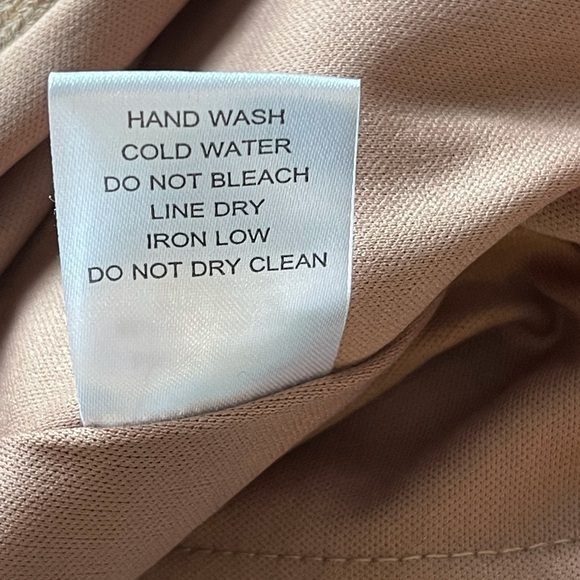 HAND WASH
COLD WATER
DO NOT BLEACH
LINE DRY
IRON LOW
DO NOT DRY CLEAN